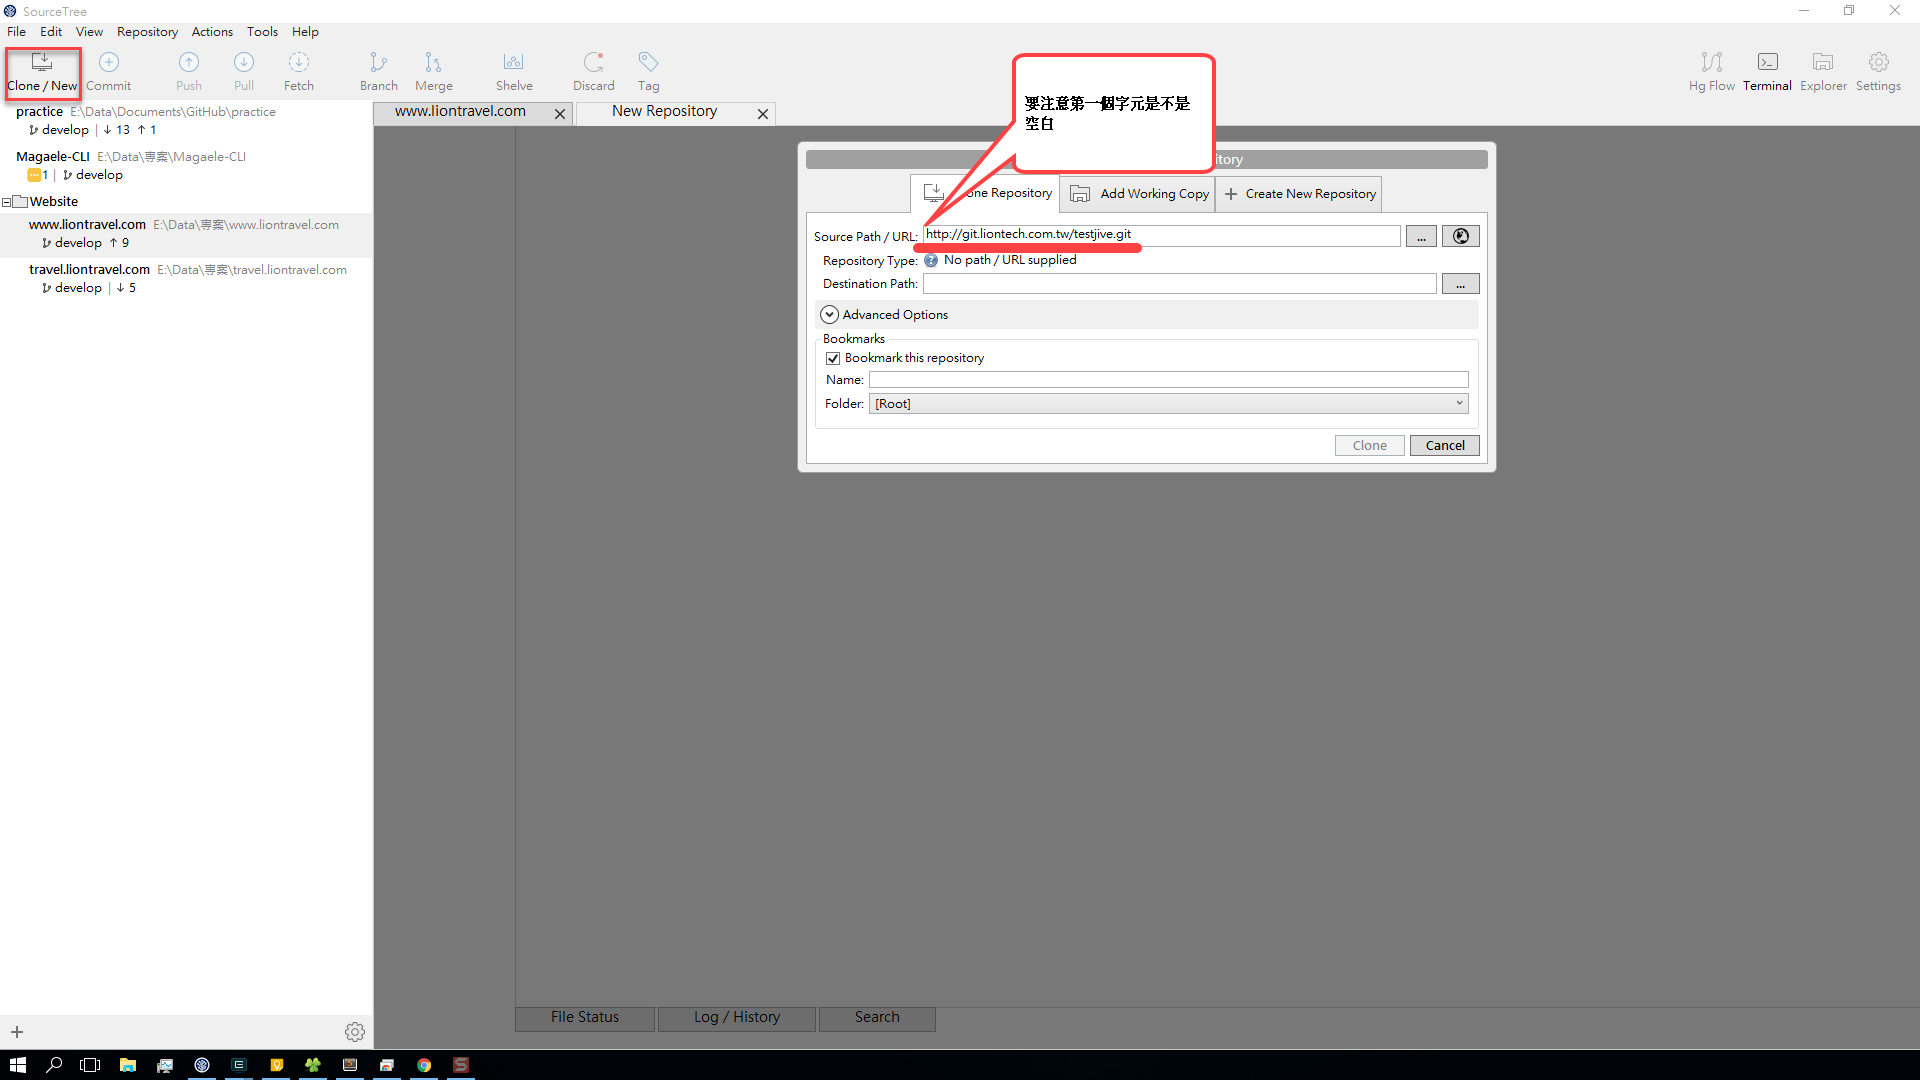 SourceTree
File Edit View Repository Actions Tools Help
Clone / New Commit Push Pull Fetch Branch Merge Shelve Discard Tag Hg Flow Terminal Explorer Settings
practice E:\Data\Documents\GitHub\practice
develop | ↓ 13 ↑ 1
Magaele-CLI E:\Data\專案\Magaele-CLI
1 | develop
Website
www.liontravel.com E:\Data\專案\www.liontravel.com
develop ↑ 9
travel.liontravel.com E:\Data\專案\travel.liontravel.com
develop | ↓ 5
www.liontravel.com New Repository
要注意第一個字元是不是
空白
itory
one Repository Add Working Copy + Create New Repository
Source Path / URL: http://git.liontech.com.tw/testjive.git ...
Repository Type: ? No path / URL supplied
Destination Path: ...
Advanced Options
Bookmarks
Bookmark this repository
Name:
Folder: [Root]
Clone Cancel
File Status Log / History Search